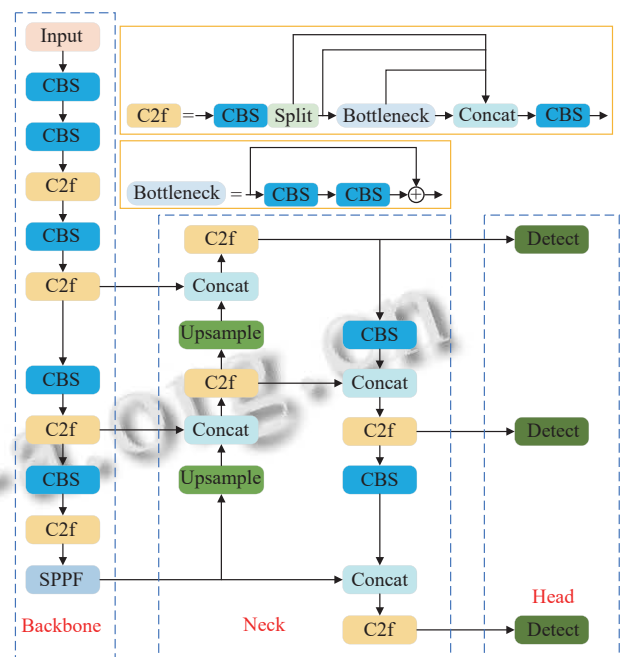 Input
CBS
CBS
C2f
CBS
C2f
CBS
C2f
CBS
C2f
SPPF
Backbone
C2f = CBS Split Bottleneck Concat CBS
Bottleneck = CBS CBS +
C2f
Concat
Upsample
C2f
Concat
Upsample
CBS
Concat
C2f
CBS
Concat
C2f
Neck
Detect
Detect
Detect
Head
.org.cn